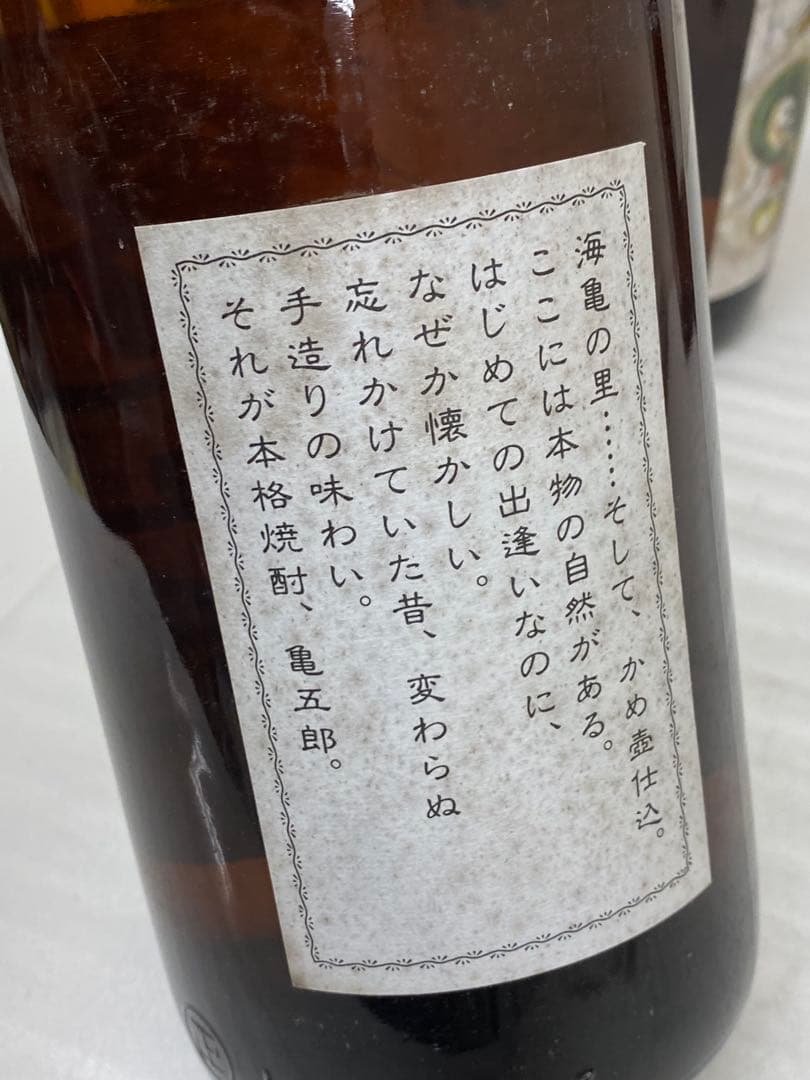 海亀の里……そして、かめ壺仕込。
ここには本物の自然がある。
はじめての出逢いなのに、
なぜか懐かしい。
忘れかけていた昔、変わらぬ
手造りの味わい。
それが本格焼酎、亀五郎。